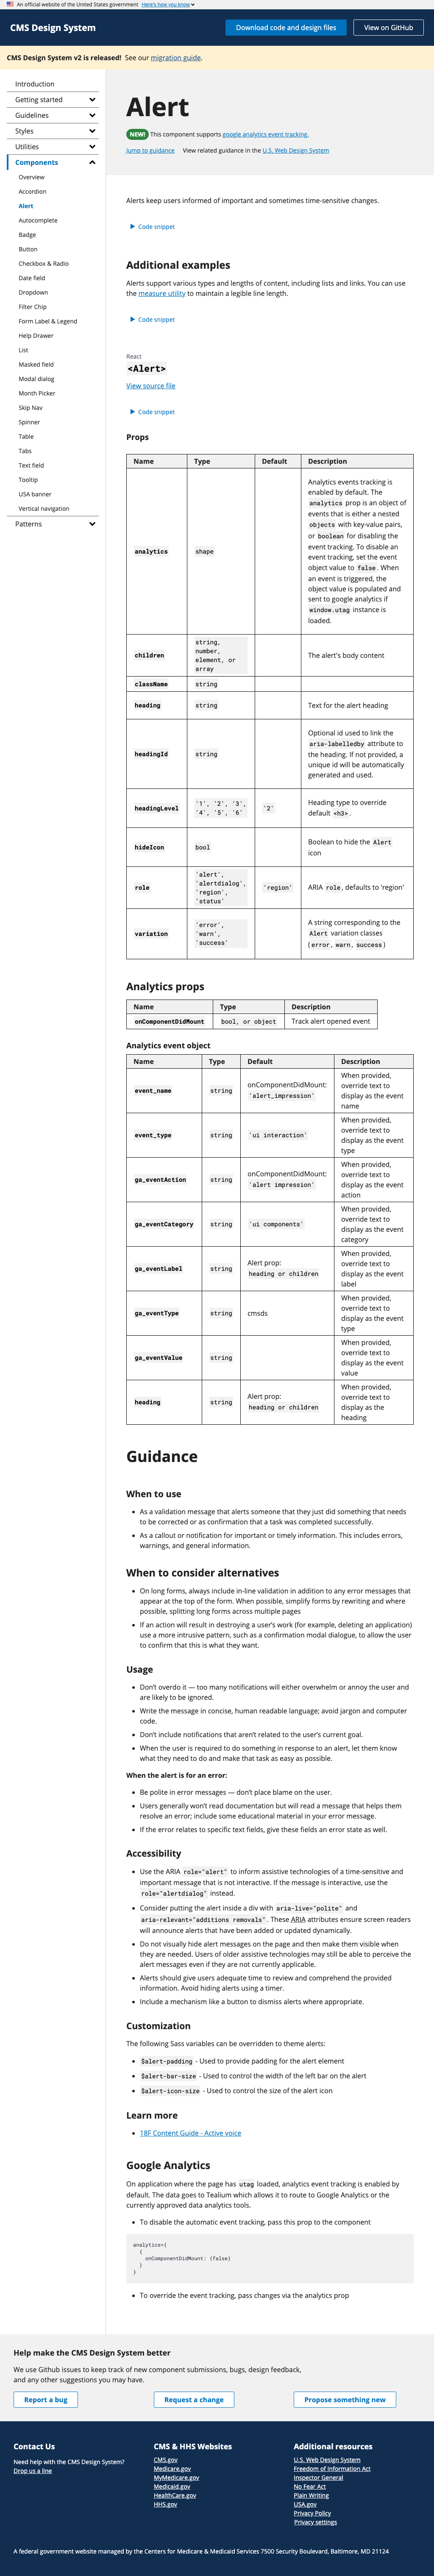 An official website of the United States government Here's how you know
CMS Design System
Download code and design files
View on GitHub
CMS Design System v2 is released! See our migration guide.
Introduction
Getting started
Guidelines
Styles
Utilities
Components
Overview
Accordion
Alert
Autocomplete
Badge
Button
Checkbox & Radio
Date field
Dropdown
Filter Chip
Form Label & Legend
Help Drawer
List
Masked field
Modal dialog
Month Picker
Skip Nav
Spinner
Table
Tabs
Text field
Tooltip
USA banner
Vertical navigation
Patterns
Alert
NEW! This component supports google analytics event tracking.
Jump to guidance View related guidance in the U.S. Web Design System
Alerts keep users informed of important and sometimes time-sensitive changes.
Code snippet
Additional examples
Alerts support various types and lengths of content, including lists and links. You can use
the measure utility to maintain a legible line length.
Code snippet
React
<Alert>
View source file
Code snippet
Props
Name Type Default Description
analytics shape
Analytics events tracking is
enabled by default. The
analytics prop is an object of
events that is either a nested
objects with key-value pairs,
or boolean for disabling the
event tracking. To disable an
event tracking, set the event
object value to false. When
an event is triggered, the
object value is populated and
sent to google analytics if
window.utag instance is
loaded.
children
string,
number,
element, or
array
The alert's body content
className string
heading string Text for the alert heading
headingId string
Optional id used to link the
aria-labelledby attribute to
the heading. If not provided, a
unique id will be automatically
generated and used.
headingLevel
'1', '2', '3',
'4', '5', '6'
'2'
Heading type to override
default <h3>.
hideIcon bool
Boolean to hide the Alert
icon
role
'alert',
'alertdialog',
'region',
'status'
'region' ARIA role, defaults to 'region'
variation
'error',
'warn',
'success'
A string corresponding to the
Alert variation classes
(error, warn, success)
Analytics props
Name Type Description
onComponentDidMount bool, or object Track alert opened event
Analytics event object
Name Type Default Description
event_name string
onComponentDidMount:
'alert_impression'
When provided,
override text to
display as the event
name
event_type string 'ui interaction'
When provided,
override text to
display as the event
type
ga_eventAction string
onComponentDidMount:
'alert impression'
When provided,
override text to
display as the event
action
ga_eventCategory string 'ui components'
When provided,
override text to
display as the event
category
ga_eventLabel string
Alert prop:
heading or children
When provided,
override text to
display as the event
label
ga_eventType string cmsds
When provided,
override text to
display as the event
type
ga_eventValue string
When provided,
override text to
display as the event
value
heading string
Alert prop:
heading or children
When provided,
override text to
display as the
heading
Guidance
When to use
As a validation message that alerts someone that they just did something that needs
to be corrected or as confirmation that a task was completed successfully.
As a callout or notification for important or timely information. This includes errors,
warnings, and general information.
When to consider alternatives
On long forms, always include in-line validation in addition to any error messages that
appear at the top of the form. When possible, simplify forms by rewriting and where
possible, splitting long forms across multiple pages
If an action will result in destroying a user's work (for example, deleting an application)
use a more intrusive pattern, such as a confirmation modal dialogue, to allow the user
to confirm that this is what they want.
Usage
Don't overdo it — too many notifications will either overwhelm or annoy the user and
are likely to be ignored.
Write the message in concise, human readable language; avoid jargon and computer
code.
Don't include notifications that aren't related to the user's current goal.
When the user is required to do something in response to an alert, let them know
what they need to do and make that task as easy as possible.
When the alert is for an error:
Be polite in error messages — don't place blame on the user.
Users generally won't read documentation but will read a message that helps them
resolve an error; include some educational material in your error message.
If the error relates to specific text fields, give these fields an error state as well.
Accessibility
Use the ARIA role="alert" to inform assistive technologies of a time-sensitive and
important message that is not interactive. If the message is interactive, use the
role="alertdialog" instead.
Consider putting the alert inside a div with aria-live="polite" and
aria-relevant="additions removals". These ARIA attributes ensure screen readers
will announce alerts that have been added or updated dynamically.
Do not visually hide alert messages on the page and then make them visible when
they are needed. Users of older assistive technologies may still be able to perceive the
alert messages even if they are not currently applicable.
Alerts should give users adequate time to review and comprehend the provided
information. Avoid hiding alerts using a timer.
Include a mechanism like a button to dismiss alerts where appropriate.
Customization
The following Sass variables can be overridden to theme alerts:
$alert-padding - Used to provide padding for the alert element
$alert-bar-size - Used to control the width of the left bar on the alert
$alert-icon-size - Used to control the size of the alert icon
Learn more
18F Content Guide - Active voice
Google Analytics
On application where the page has utag loaded, analytics event tracking is enabled by
default. The data goes to Tealium which allows it to route to Google Analytics or the
currently approved data analytics tools.
To disable the automatic event tracking, pass this prop to the component
analytics={
{
onComponentDidMount: {false}
}
}
To override the event tracking, pass changes via the analytics prop
Help make the CMS Design System better
We use Github issues to keep track of new component submissions, bugs, design feedback,
and any other suggestions you may have.
Report a bug
Request a change
Propose something new
Contact Us
Need help with the CMS Design System?
Drop us a line
CMS & HHS Websites
CMS.gov
Medicare.gov
MyMedicare.gov
Medicaid.gov
HealthCare.gov
HHS.gov
Additional resources
U.S. Web Design System
Freedom of Information Act
Inspector General
No Fear Act
Plain Writing
USA.gov
Privacy Policy
Privacy settings
A federal government website managed by the Centers for Medicare & Medicaid Services 7500 Security Boulevard, Baltimore, MD 21124